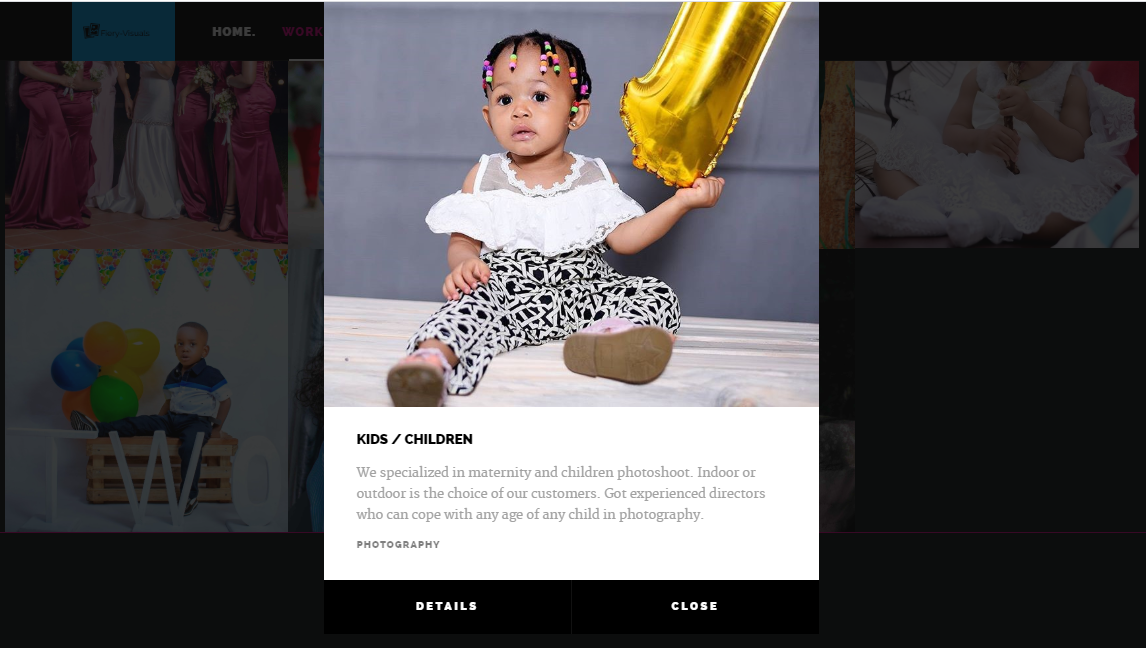 HOME.
WORK
KIDS / CHILDREN
We specialized in maternity and children photoshoot. Indoor or
outdoor is the choice of our customers. Got experienced directors
who can cope with any age of any child in photography.
PHOTOGRAPHY
DETAILS
CLOSE
TWO